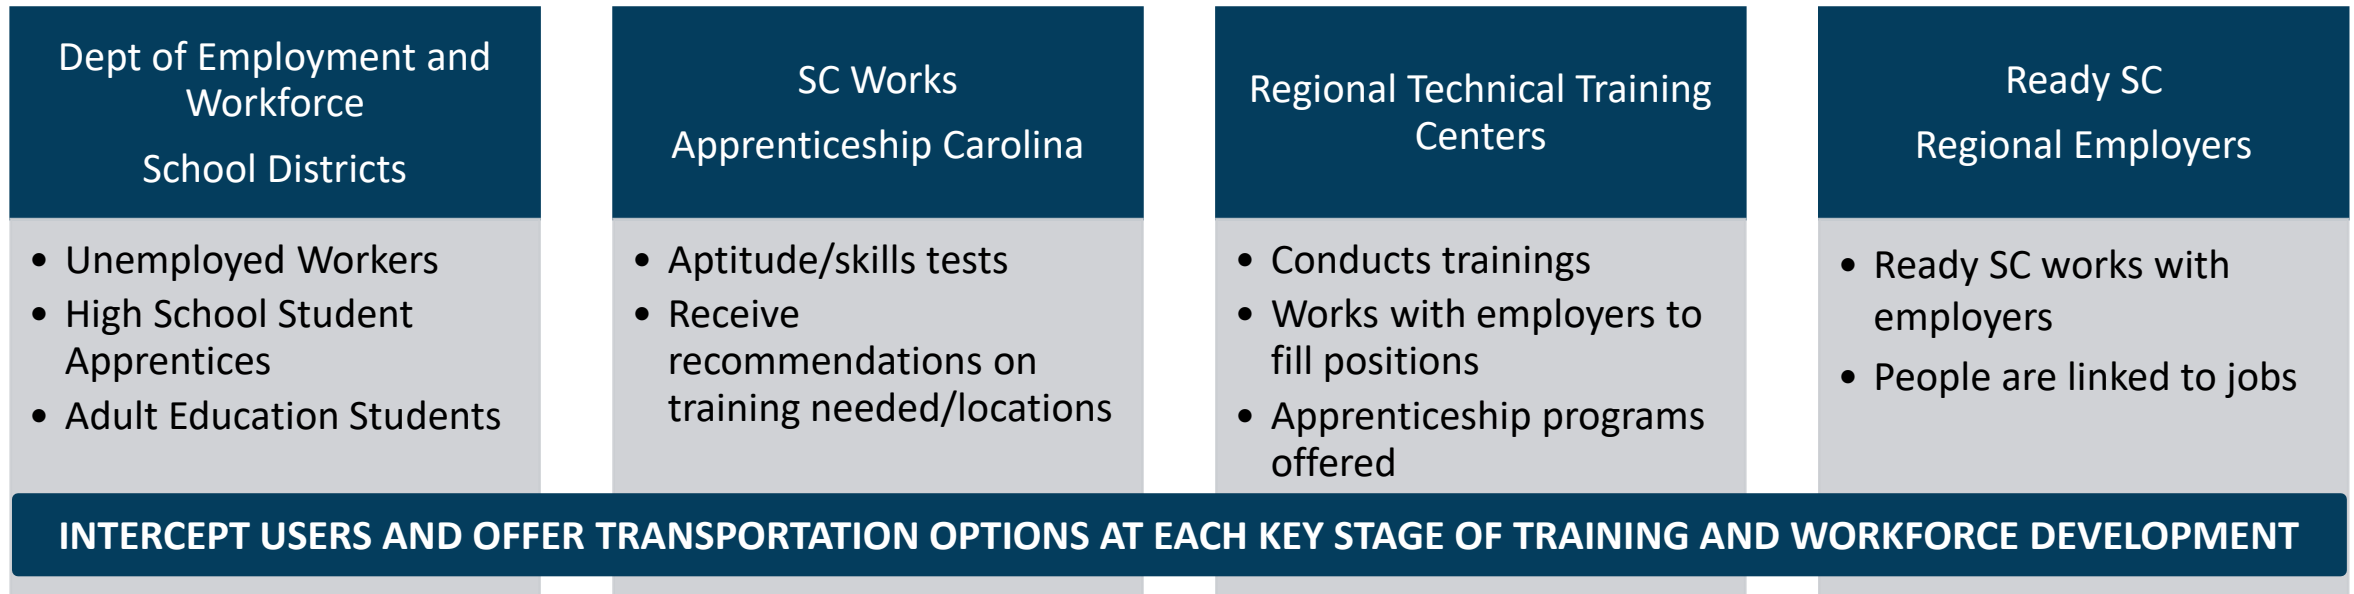 Dept of Employment and
Workforce
School Districts
• Unemployed Workers
• High School Student
Apprentices
• Adult Education Students
SC Works
Apprenticeship Carolina
• Aptitude/skills tests
• Receive
recommendations on
training needed/locations
Regional Technical Training
Centers
• Conducts trainings
• Works with employers to
fill positions
• Apprenticeship programs
offered
Ready SC
Regional Employers
• Ready SC works with
employers
• People are linked to jobs
INTERCEPT USERS AND OFFER TRANSPORTATION OPTIONS AT EACH KEY STAGE OF TRAINING AND WORKFORCE DEVELOPMENT